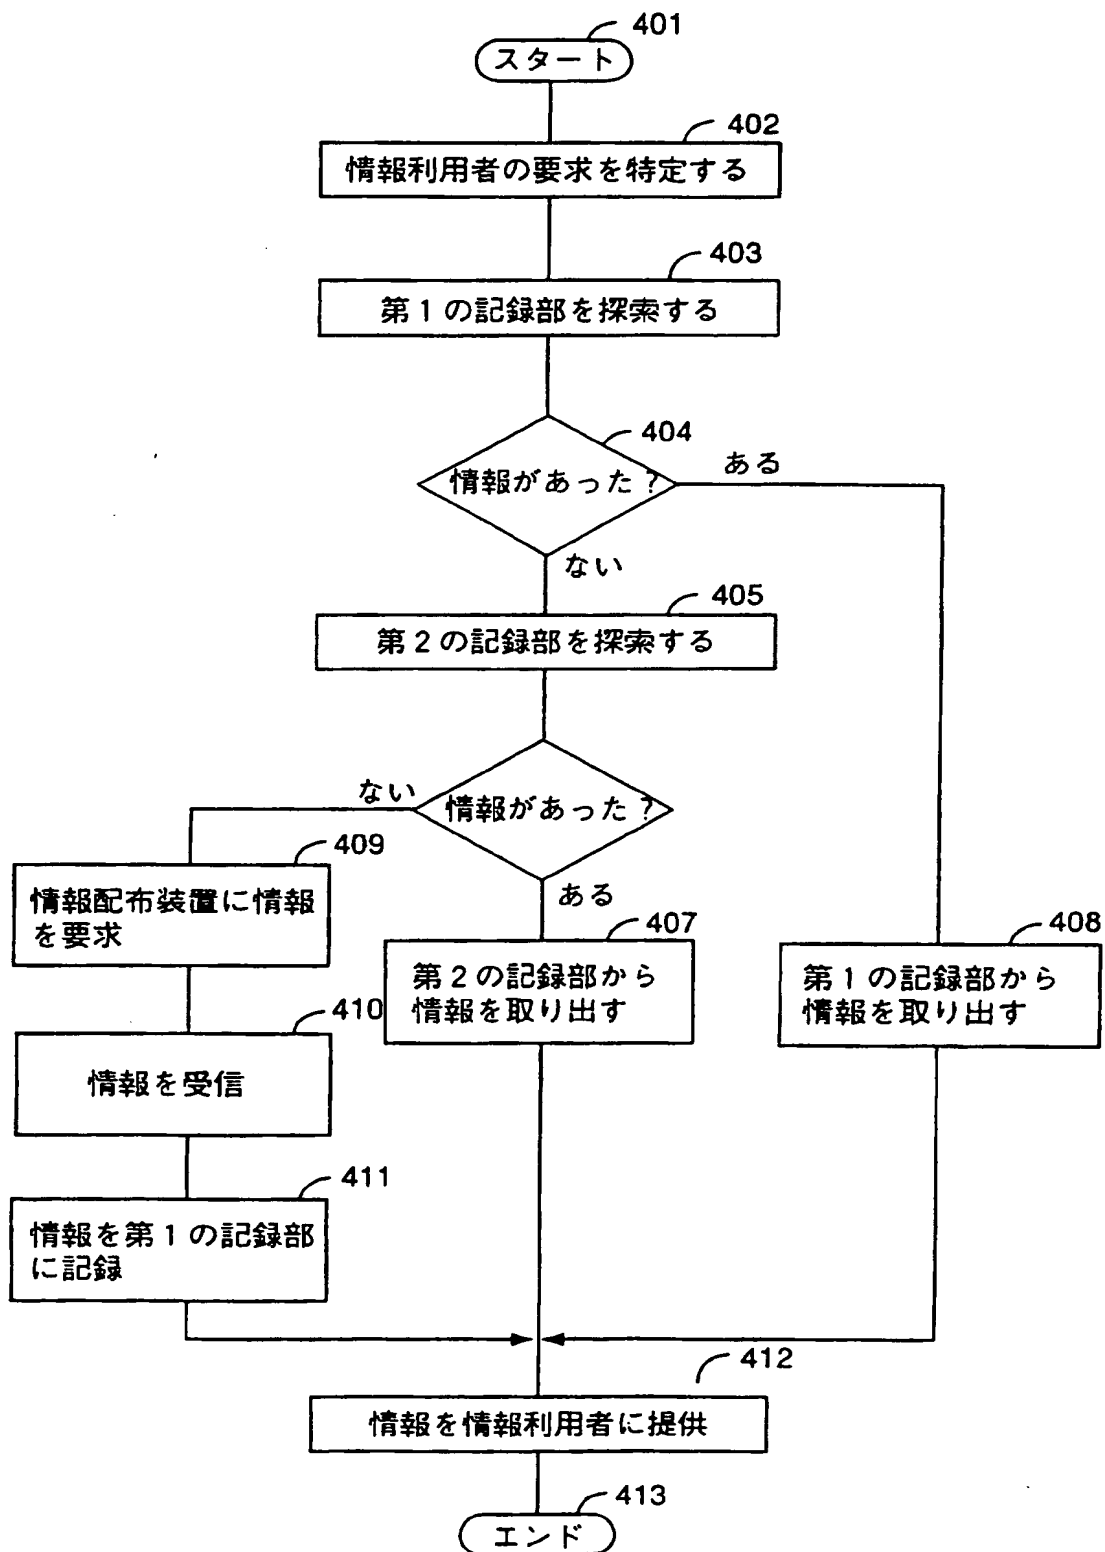 401
スタート
402
情報利用者の要求を特定する
403
第1の記録部を探索する
404
情報があった?
ある
ない
405
第2の記録部を探索する
ない
情報があった?
409
ある
情報配布装置に情報
を要求
407
408
第2の記録部から
情報を取り出す
第1の記録部から
情報を取り出す
410
情報を受信
411
情報を第1の記録部
に記録
412
情報を情報利用者に提供
413
エンド